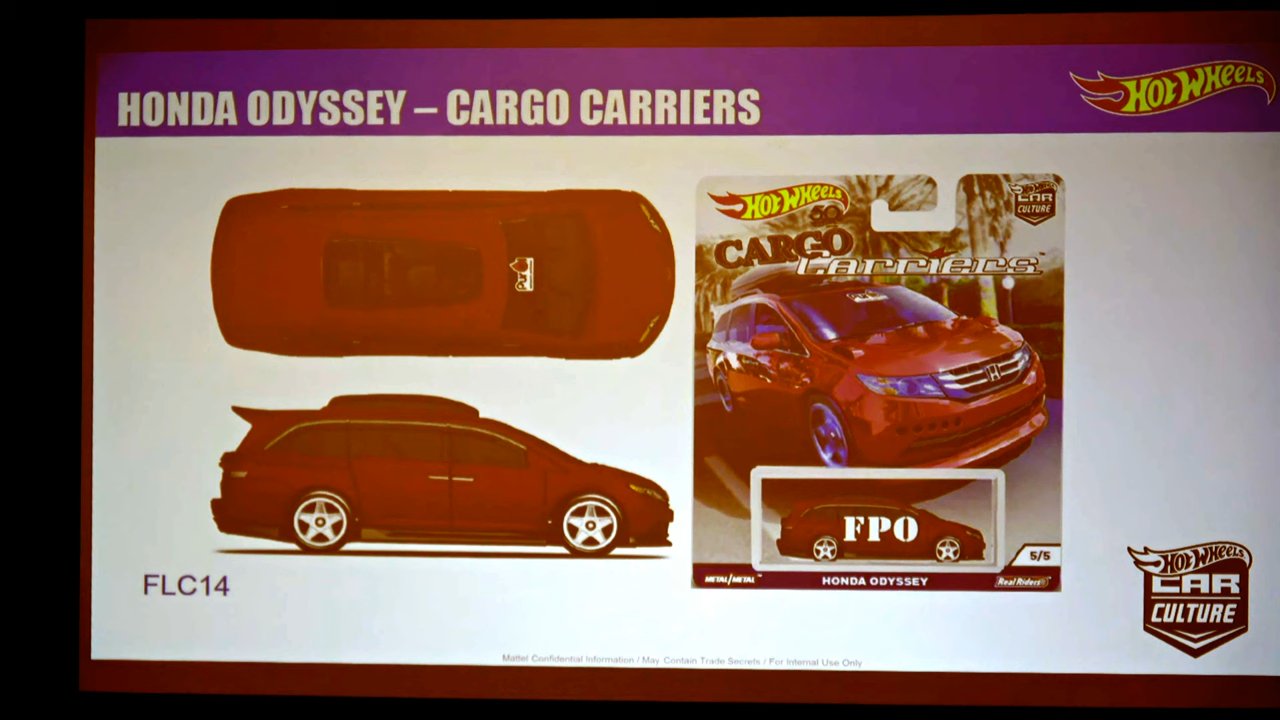 HONDA ODYSSEY – CARGO CARRIERS
HOT WHEELS
HOT WHEELS
50
CAR
CULTURE
CARGO
Carriers
FPO
5/5
METAL/METAL™
HONDA ODYSSEY
Real Riders
FLC14
HOT WHEELS
CAR
CULTURE
Mattel Confidential Information / May Contain Trade Secrets / For Internal Use Only